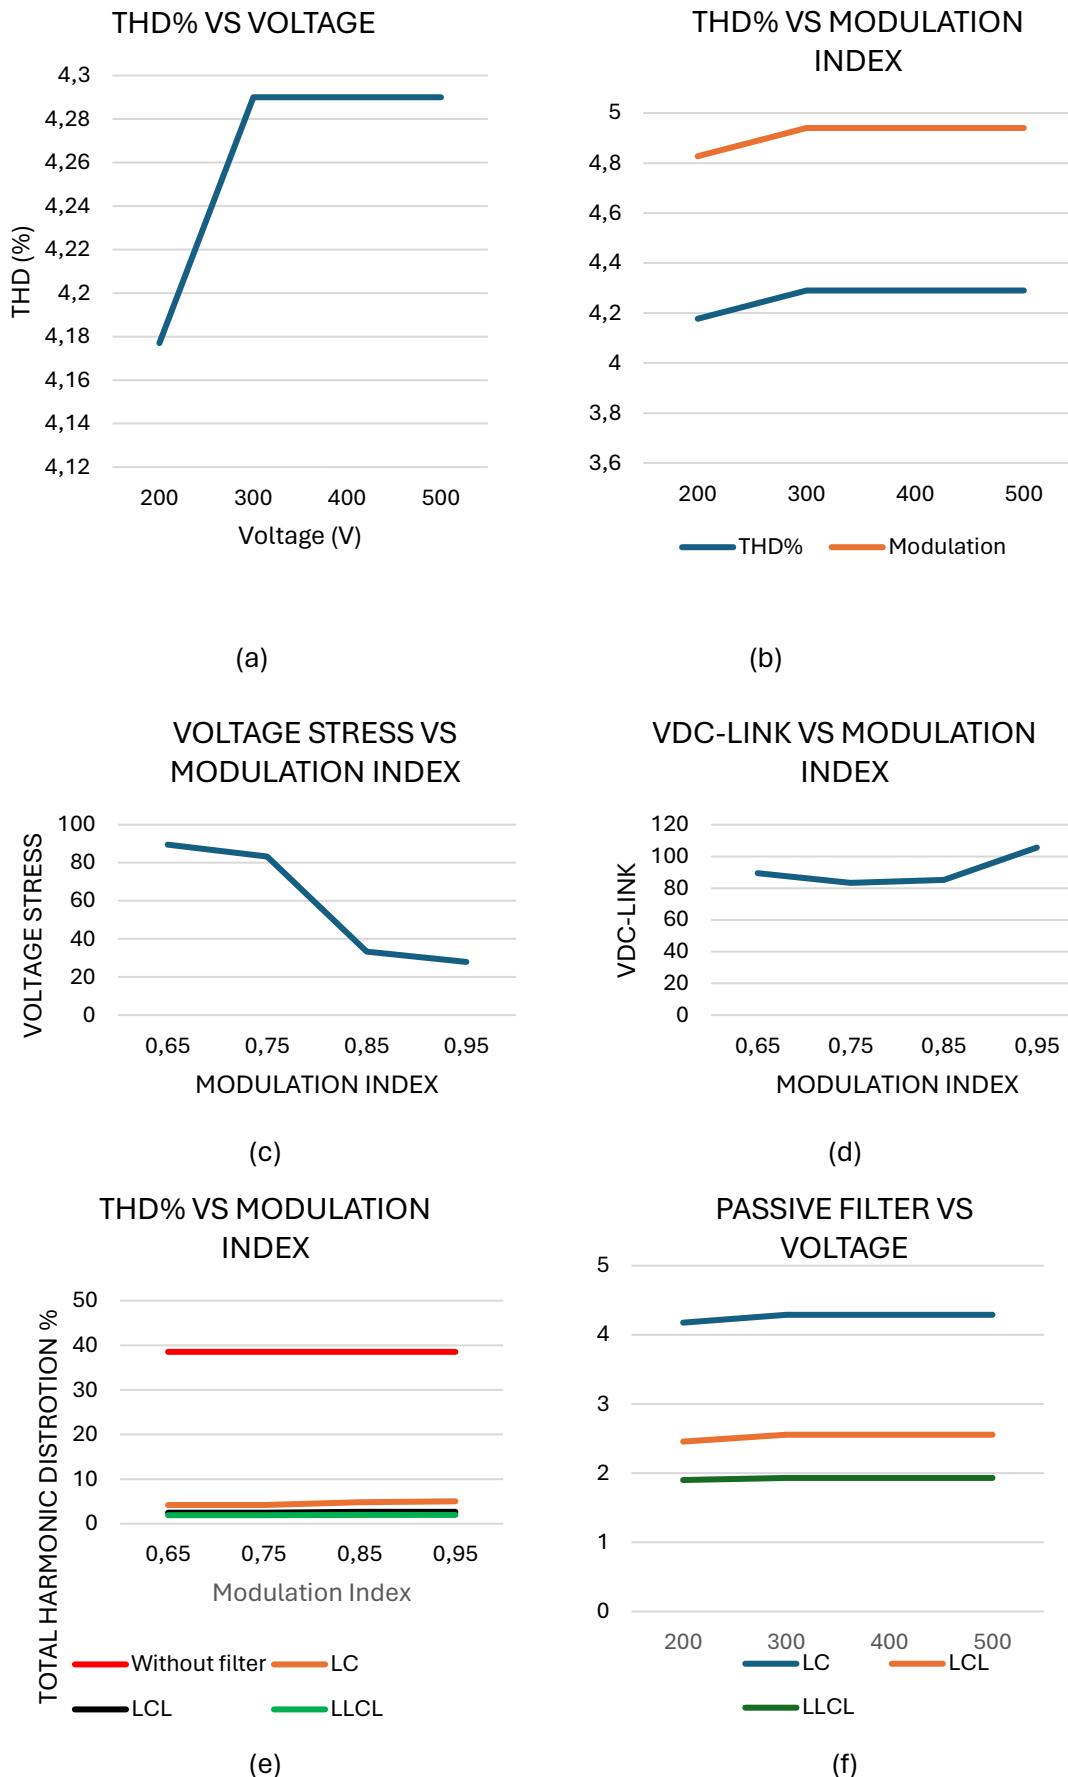 THD% VS VOLTAGE
4,3
4,28
4,26
4,24
4,22
4,2
4,18
4,16
4,14
4,12
THD (%)
200 300 400 500
Voltage (V)
(a)
THD% VS MODULATION
INDEX
5
4,8
4,6
4,4
4,2
4
3,8
3,6
200 300 400 500
THD% Modulation
(b)
VOLTAGE STRESS VS
MODULATION INDEX
100
80
60
40
20
0
VOLTAGE STRESS
0,65 0,75 0,85 0,95
MODULATION INDEX
(c)
VDC-LINK VS MODULATION
INDEX
120
100
80
60
40
20
0
VDC-LINK
0,65 0,75 0,85 0,95
MODULATION INDEX
(d)
THD% VS MODULATION
INDEX
50
40
30
20
10
0
TOTAL HARMONIC DISTROTION %
0,65 0,75 0,85 0,95
Modulation Index
Without filter LC
LCL LLCL
(e)
PASSIVE FILTER VS
VOLTAGE
5
4
3
2
1
0
200 300 400 500
LC LCL
LLCL
(f)